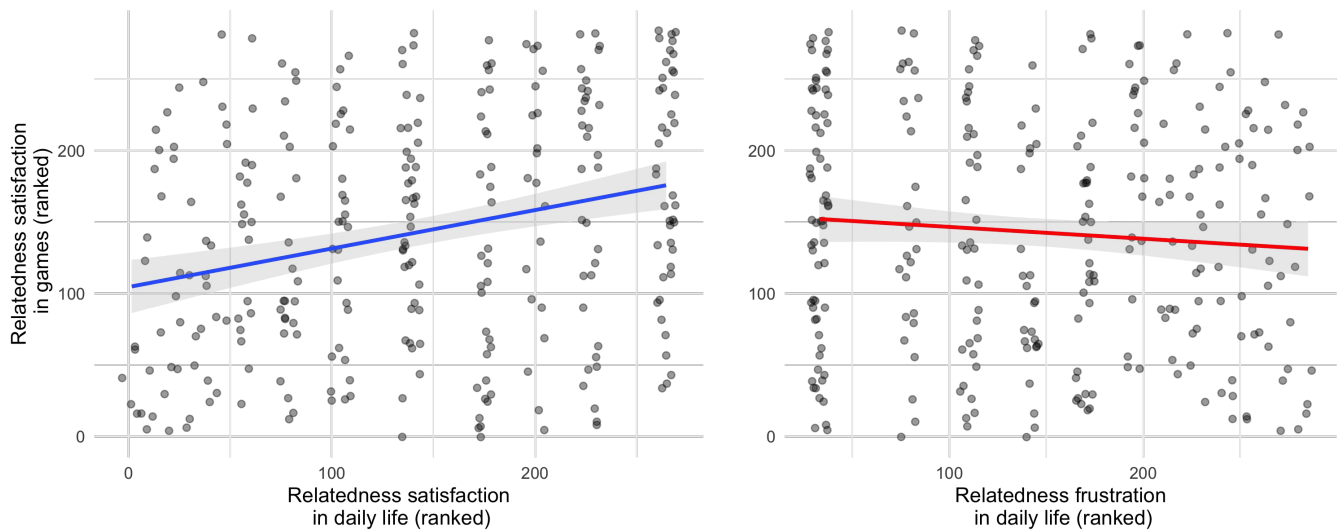 Relatedness satisfaction
in games (ranked)
200
100
0
0
100
200
Relatedness satisfaction
in daily life (ranked)
200
100
0
100
200
Relatedness frustration
in daily life (ranked)